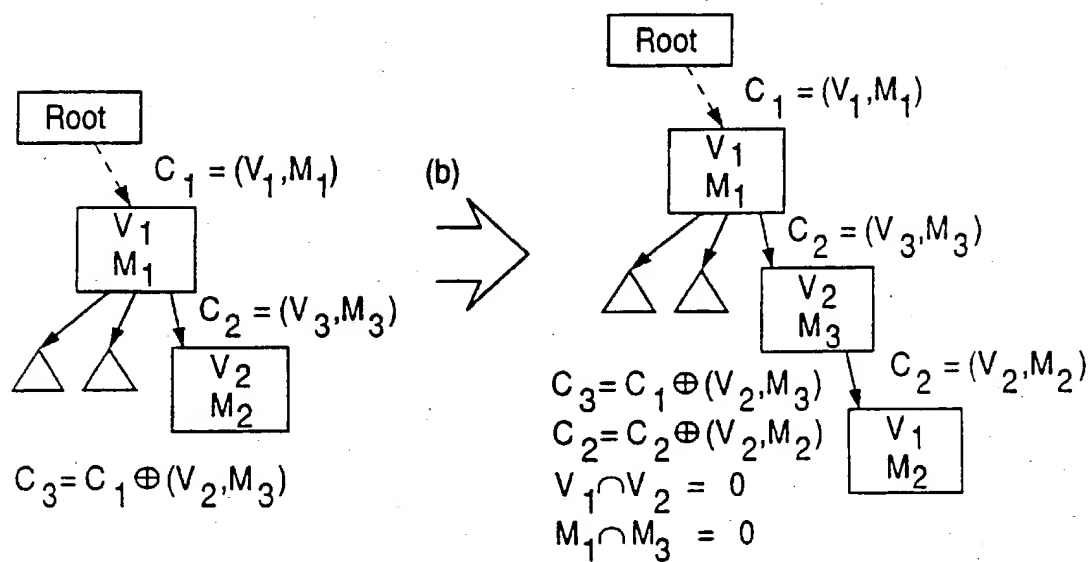 Root
C₁ = (V₁,M₁)
V₁
M₁
C₂ = (V₃,M₃)
V₂
M₂
C₃= C₁ ⊕ (V₂,M₃)
(b)
Root
C₁ = (V₁,M₁)
V₁
M₁
C₂ = (V₃,M₃)
V₂
M₃
C₂ = (V₂,M₂)
V₁
M₂
C₃= C₁ ⊕ (V₂,M₃)
C₂= C₂ ⊕ (V₂,M₂)
V₁∩V₂ = 0
M₁∩M₃ = 0